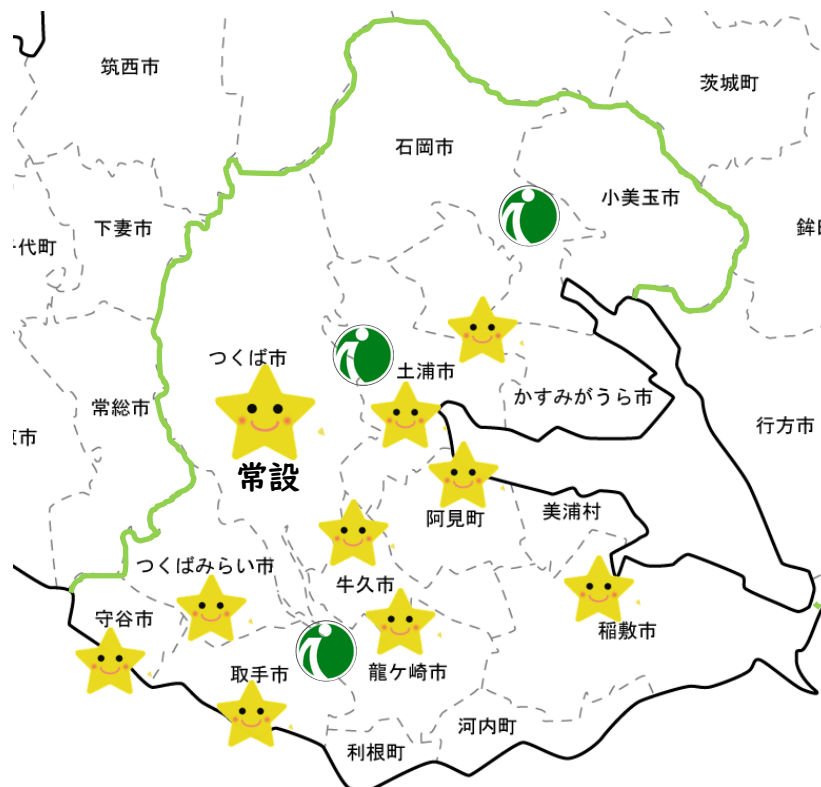 筑西市
茨城町
石岡市
小美玉市
下妻市
千代町
つくば市
土浦市
かすみがうら市
常総市
行方市
常設
阿見町
美浦村
つくばみらい市
牛久市
守谷市
稲敷市
取手市
龍ケ崎市
河内町
利根町